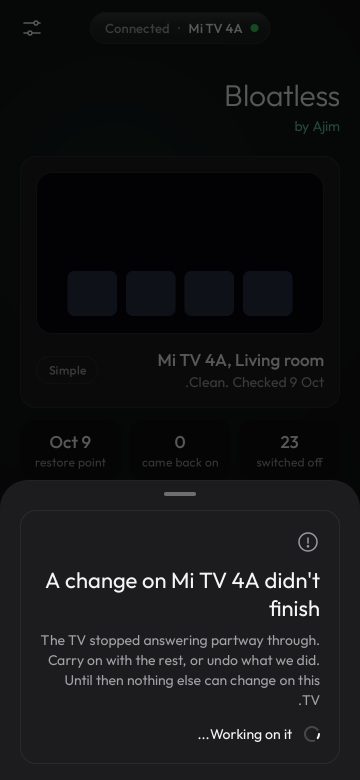 Connected · Mi TV 4A
Bloatless
by Ajim
Mi TV 4A, Living room
Simple
.Clean. Checked 9 Oct
Oct 9
restore point
0
came back on
23
switched off
A change on Mi TV 4A didn't
finish
The TV stopped answering partway through.
Carry on with the rest, or undo what we did.
Until then nothing else can change on this
.TV
...Working on it